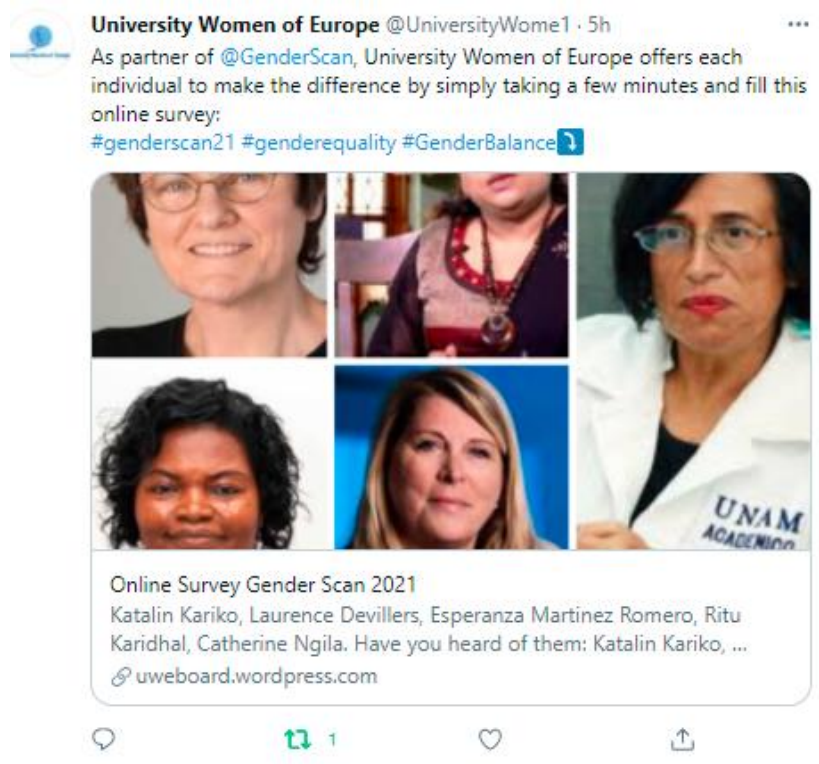 University Women of Europe @UniversityWome1 · 5h
As partner of @GenderScan, University Women of Europe offers each
individual to make the difference by simply taking a few minutes and fill this
online survey:
#genderscan21 #genderequality #GenderBalance⤵
UNAM
ACADEMICO
Online Survey Gender Scan 2021
Katalin Kariko, Laurence Devillers, Esperanza Martinez Romero, Ritu
Karidhal, Catherine Ngila. Have you heard of them: Katalin Kariko, ...
uweboard.wordpress.com
1